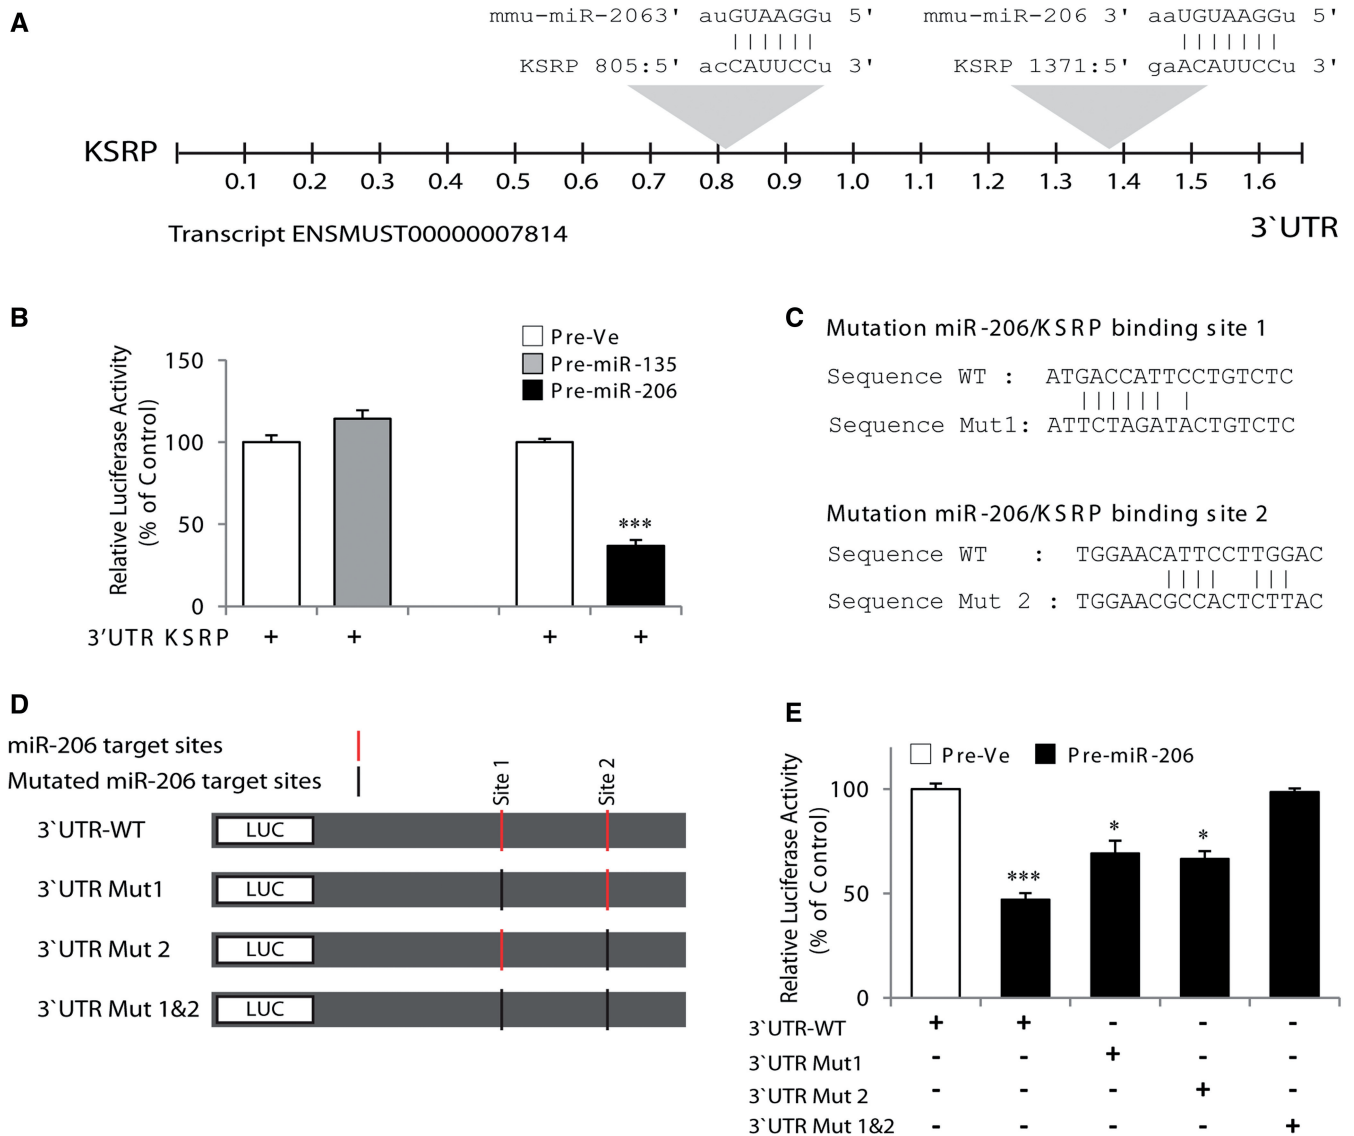 A
mmu-miR-2063' auGUAAGGu 5'
| | | | | |
KSRP 805:5' acCAUUCCu 3'
mmu-miR-206 3' aaUGUAAGGu 5'
| | | | | | |
KSRP 1371:5' gaACAUUCCu 3'
KSRP
0.1 0.2 0.3 0.4 0.5 0.6 0.7 0.8 0.9 1.0 1.1 1.2 1.3 1.4 1.5 1.6
Transcript ENSMUST00000007814
3`UTR
B
Relative Luciferase Activity
(% of Control)
150
100
50
0
Pre-Ve
Pre-miR-135
Pre-miR-206
***
3'UTR KSRP + + + +
C
Mutation miR-206/KSRP binding site 1
Sequence WT : ATGACCATTCCTGTCTC
| | | | | | |
Sequence Mut1: ATTCTAGATACTGTCTC
Mutation miR-206/KSRP binding site 2
Sequence WT : TGGAACATTCCTTGGAC
| | | | | | |
Sequence Mut 2 : TGGAACGCCACTCTTAC
D
miR-206 target sites
Mutated miR-206 target sites
Site 1
Site 2
3`UTR-WT LUC
3`UTR Mut1 LUC
3`UTR Mut 2 LUC
3`UTR Mut 1&2 LUC
E
Relative Luciferase Activity
(% of Control)
Pre-Ve
Pre-miR-206
100
50
0
***
*
*
3`UTR-WT + + - - -
3`UTR Mut1 - - + - -
3`UTR Mut 2 - - - + -
3`UTR Mut 1&2 - - - - +